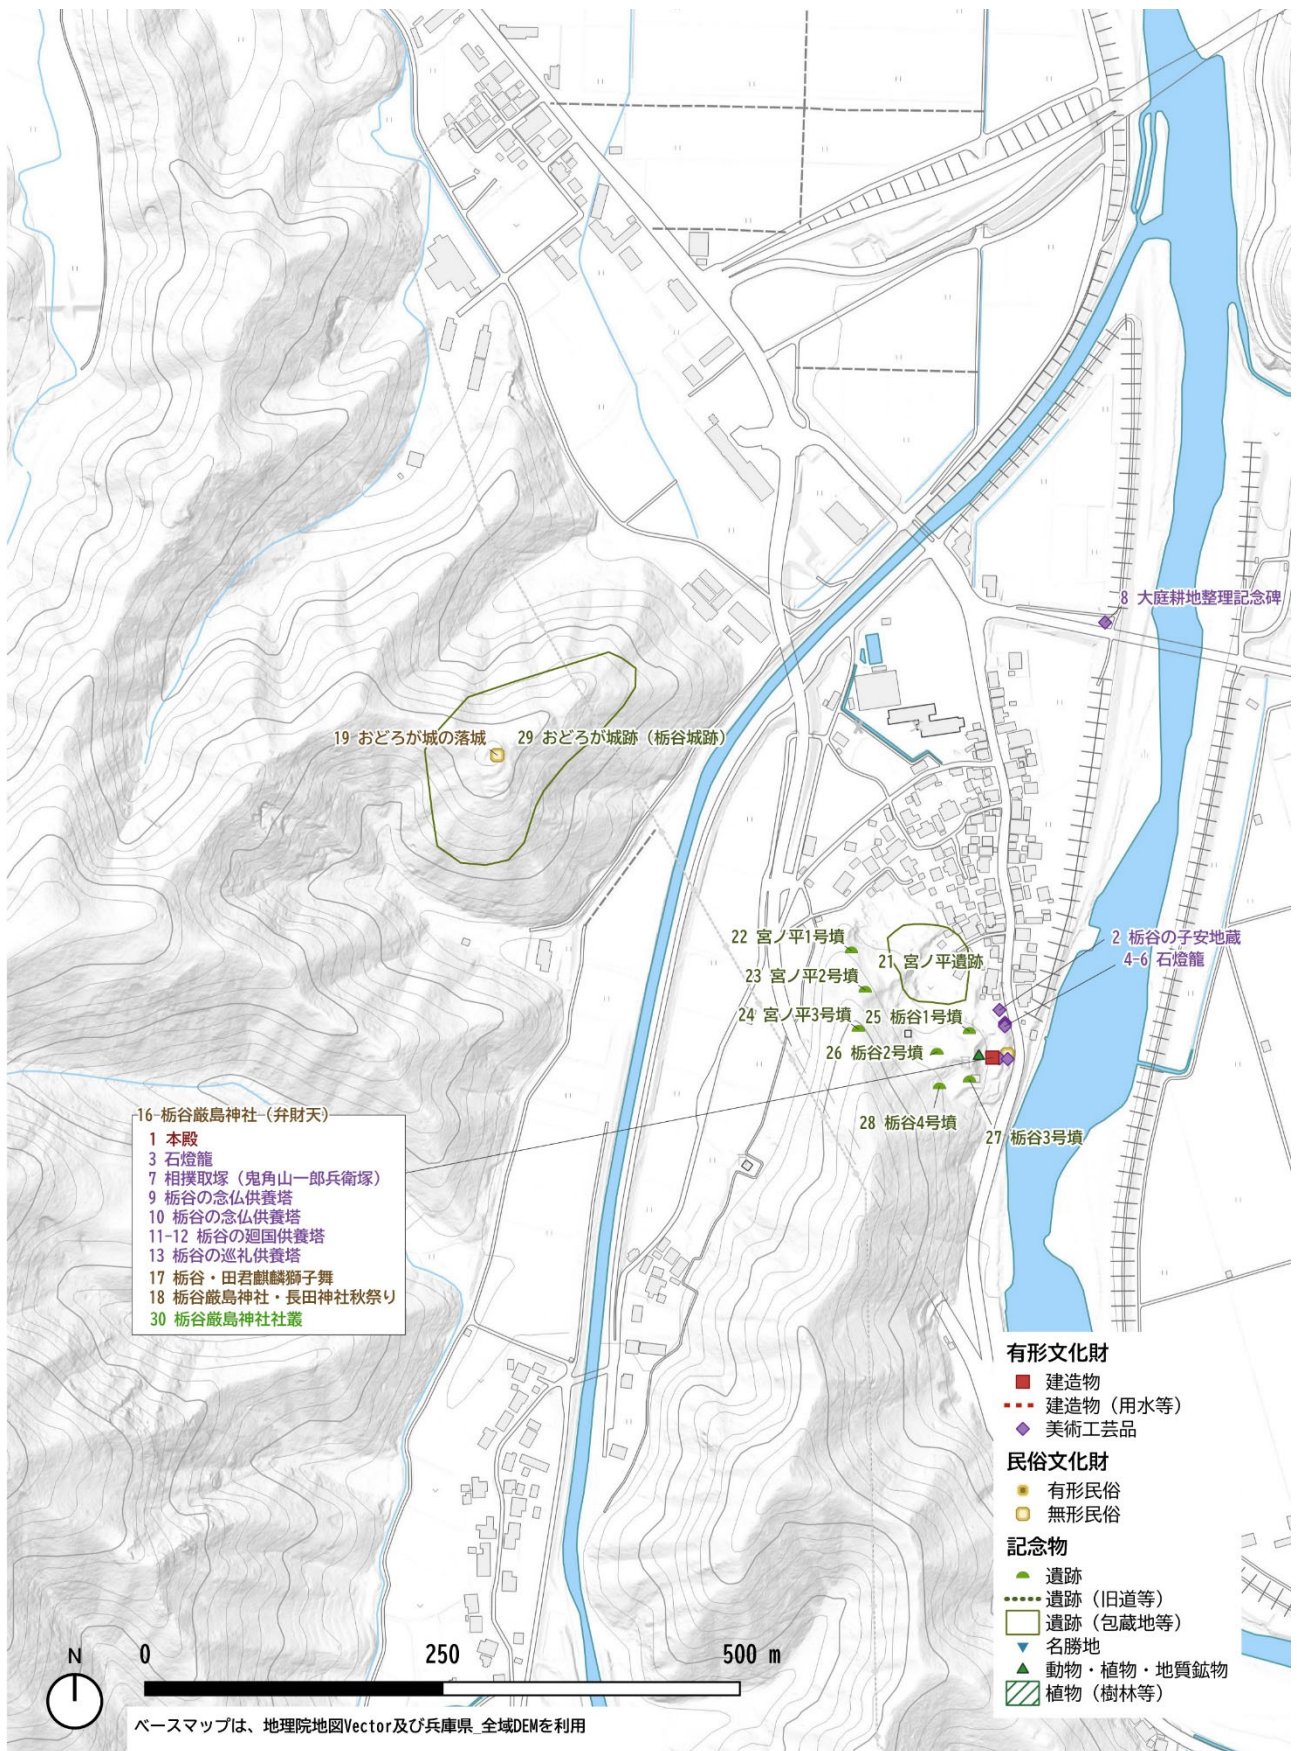 8 大庭耕地整理記念碑
19 おどろが城の落城
29 おどろが城跡（栃谷城跡）
22 宮ノ平1号墳
23 宮ノ平2号墳
24 宮ノ平3号墳
21 宮ノ平遺跡
2 栃谷の子安地蔵
4-6 石燈籠
25 栃谷1号墳
26 栃谷2号墳
28 栃谷4号墳
27 栃谷3号墳
16 栃谷厳島神社（弁財天）
1 本殿
3 石燈籠
7 相撲取塚（鬼角山一郎兵衛塚）
9 栃谷の念仏供養塔
10 栃谷の念仏供養塔
11-12 栃谷の廻国供養塔
13 栃谷の巡礼供養塔
17 栃谷・田君麒麟獅子舞
18 栃谷厳島神社・長田神社秋祭り
30 栃谷厳島神社社叢
有形文化財
建造物
建造物（用水等）
美術工芸品
民俗文化財
有形民俗
無形民俗
記念物
遺跡
遺跡（旧道等）
遺跡（包蔵地等）
名勝地
動物・植物・地質鉱物
植物（樹林等）
N
0 250 500 m
ベースマップは、地理院地図Vector及び兵庫県_全域DEMを利用